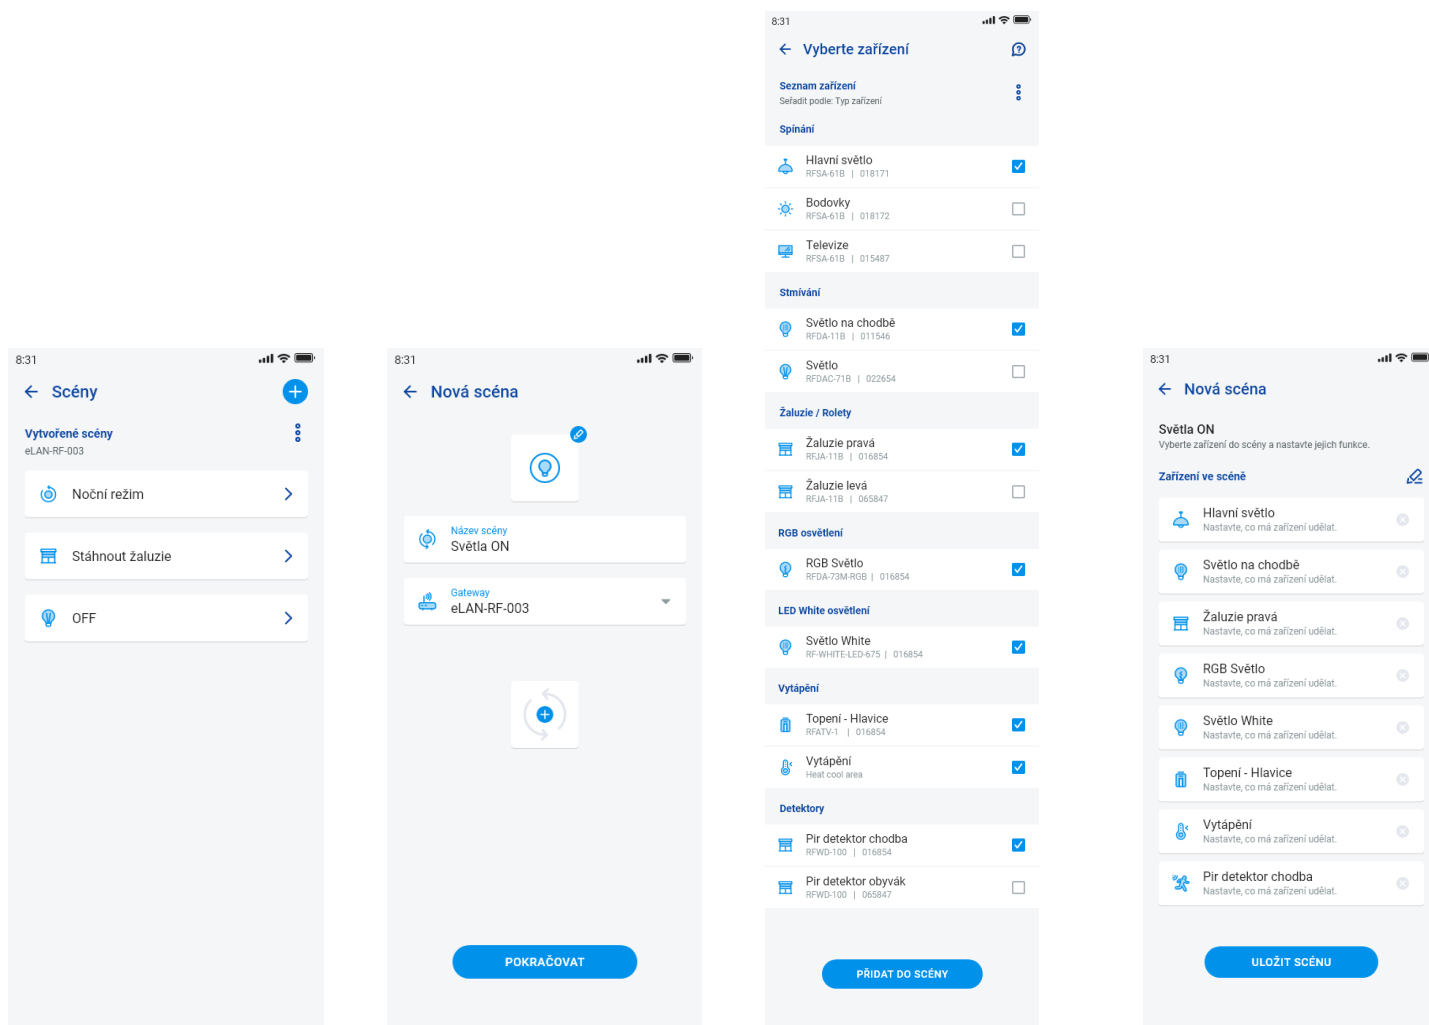 8:31
Scény
Vytvořené scény
eLAN-RF-003
Noční režim
Stáhnout žaluzie
OFF
8:31
Nová scéna
Název scény
Světla ON
Gateway
eLAN-RF-003
POKRAČOVAT
8:31
Vyberte zařízení
Seznam zařízení
Seřadit podle: Typ zařízení
Spínání
Hlavní světlo
RFSA-61B | 018171
Bodovky
RFSA-61B | 018172
Televize
RFSA-61B | 015487
Stmívání
Světlo na chodbě
RFDA-11B | 011546
Světlo
RFDAC-71B | 022654
Žaluzie / Rolety
Žaluzie pravá
RFJA-11B | 016854
Žaluzie levá
RFJA-11B | 065847
RGB osvětlení
RGB Světlo
RFDA-73M-RGB | 016854
LED White osvětlení
Světlo White
RF-WHITE-LED-675 | 016854
Vytápění
Topení - Hlavice
RFATV-1 | 016854
Vytápění
Heat cool area
Detektory
Pir detektor chodba
RFWD-100 | 016854
Pir detektor obyvák
RFWD-100 | 065847
PŘIDAT DO SCÉNY
8:31
Nová scéna
Světla ON
Vyberte zařízení do scény a nastavte jejich funkce.
Zařízení ve scéně
Hlavní světlo
Nastavte, co má zařízení udělat.
Světlo na chodbě
Nastavte, co má zařízení udělat.
Žaluzie pravá
Nastavte, co má zařízení udělat.
RGB Světlo
Nastavte, co má zařízení udělat.
Světlo White
Nastavte, co má zařízení udělat.
Topení - Hlavice
Nastavte, co má zařízení udělat.
Vytápění
Nastavte, co má zařízení udělat.
Pir detektor chodba
Nastavte, co má zařízení udělat.
ULOŽIT SCÉNU